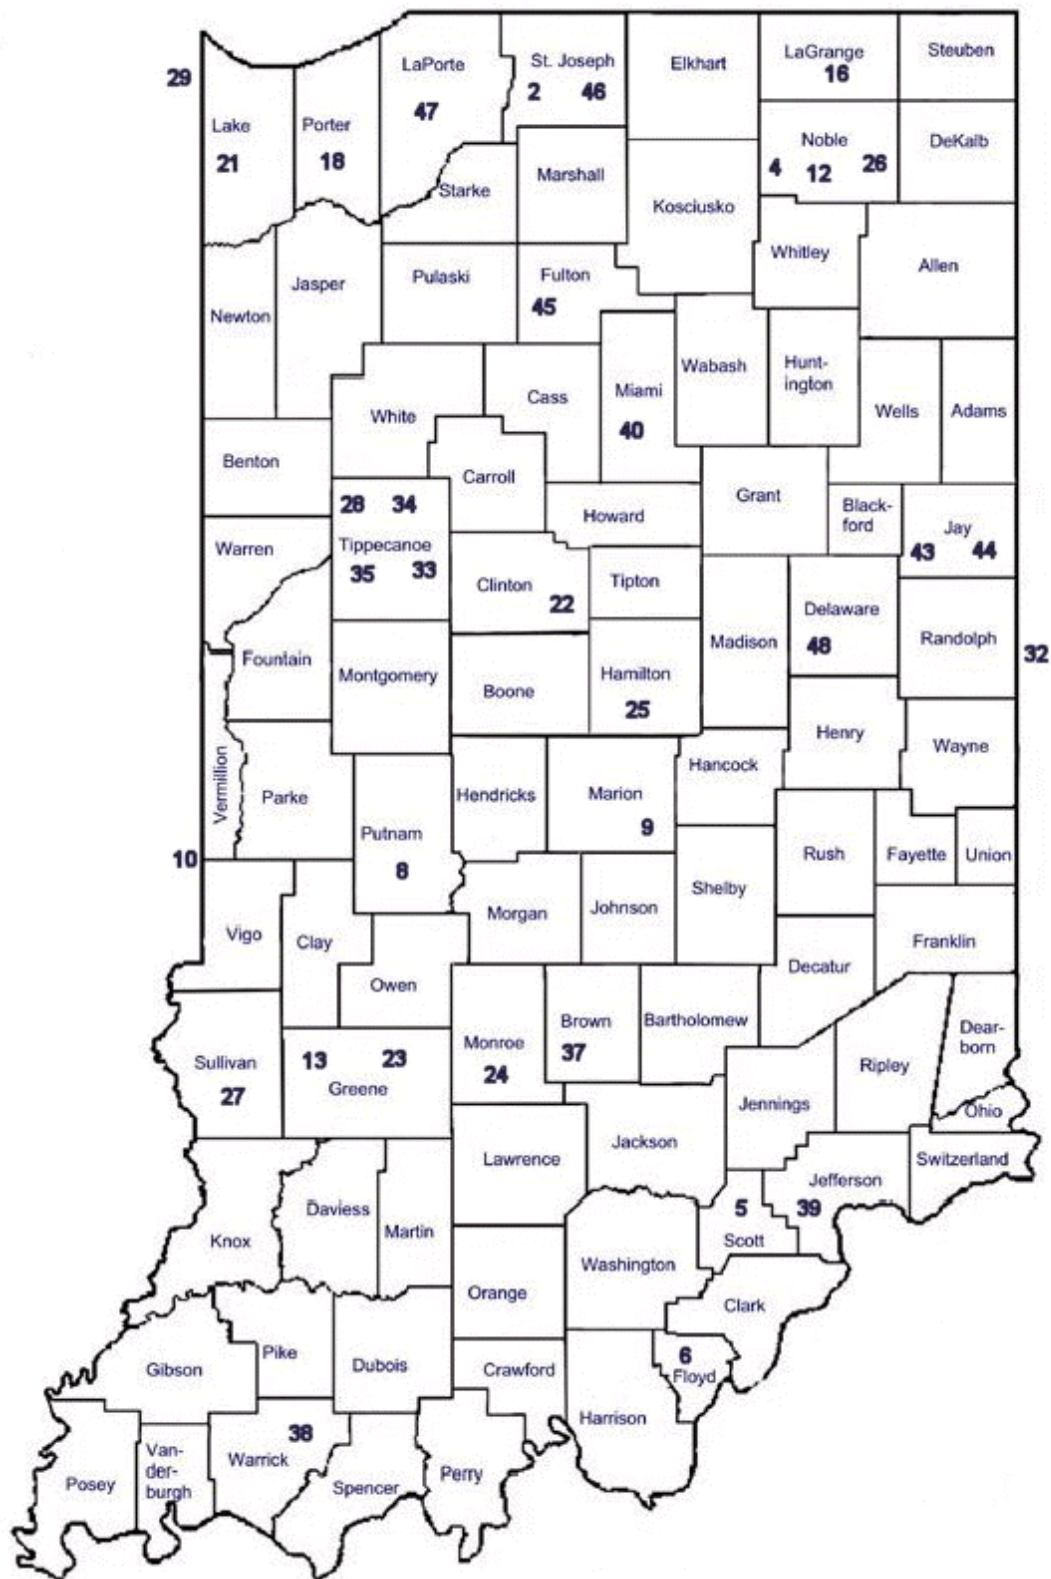 LaPorte
St. Joseph
Elkhart
LaGrange
Steuben
29
16
2 46
47
Lake
Porter
Noble
DeKalb
21
18
4 12 26
Starke
Marshall
Kosciusko
Whitley
Allen
Jasper
Pulaski
Fulton
45
Newton
Wabash
Hunt-
ington
Miami
Cass
White
Wells
Adams
40
Benton
Carroll
Grant
28 34
Howard
Black-
ford
Jay
43 44
Warren
Tippecanoe
35 33
Clinton
22
Tipton
Delaware
48
Randolph
32
Fountain
Montgomery
Boone
Hamilton
25
Madison
Henry
Wayne
Vermillion
Parke
Hendricks
Marion
9
Hancock
Putnam
8
10
Rush
Fayette
Union
Shelby
Morgan
Johnson
Vigo
Clay
Franklin
Owen
Decatur
Brown
37
Bartholomew
Dear-
born
Monroe
24
Sullivan
27
13 23
Greene
Ripley
Jennings
Ohio
Jackson
Lawrence
Switzerland
Jefferson
39
5
Scott
Daviess
Martin
Knox
Washington
Orange
Clark
Pike
Gibson
Dubois
Crawford
6
Floyd
Harrison
38
Warrick
Van-
der-
burgh
Posey
Spencer
Perry